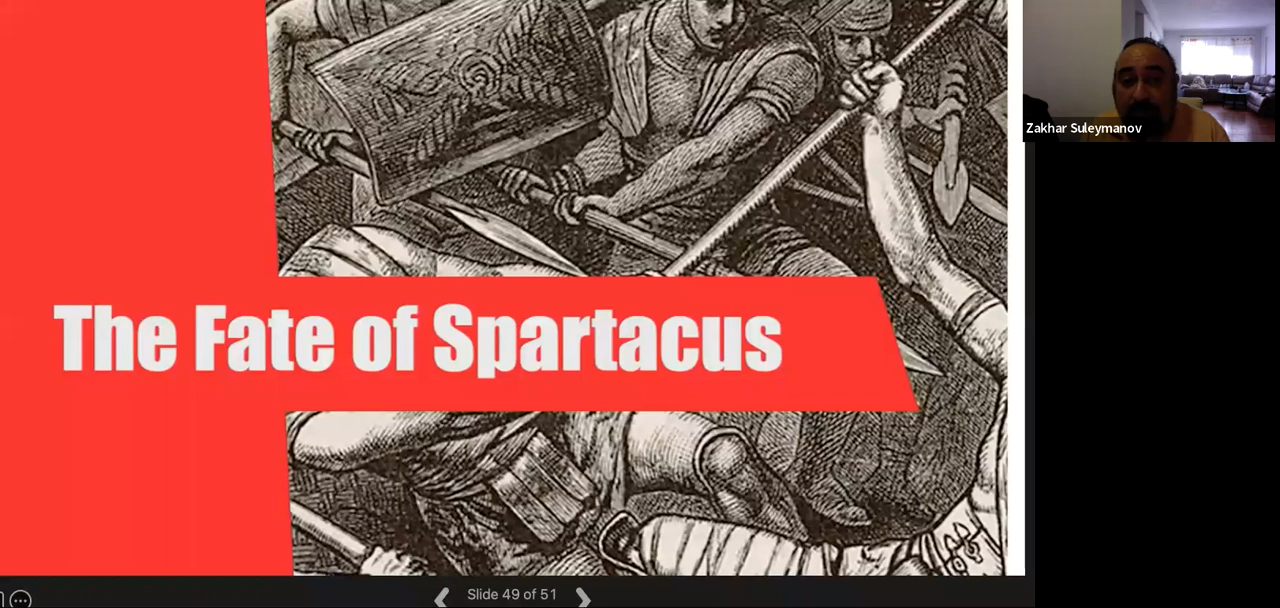 The Fate of Spartacus
Zakhar Suleymanov
Slide 49 of 51